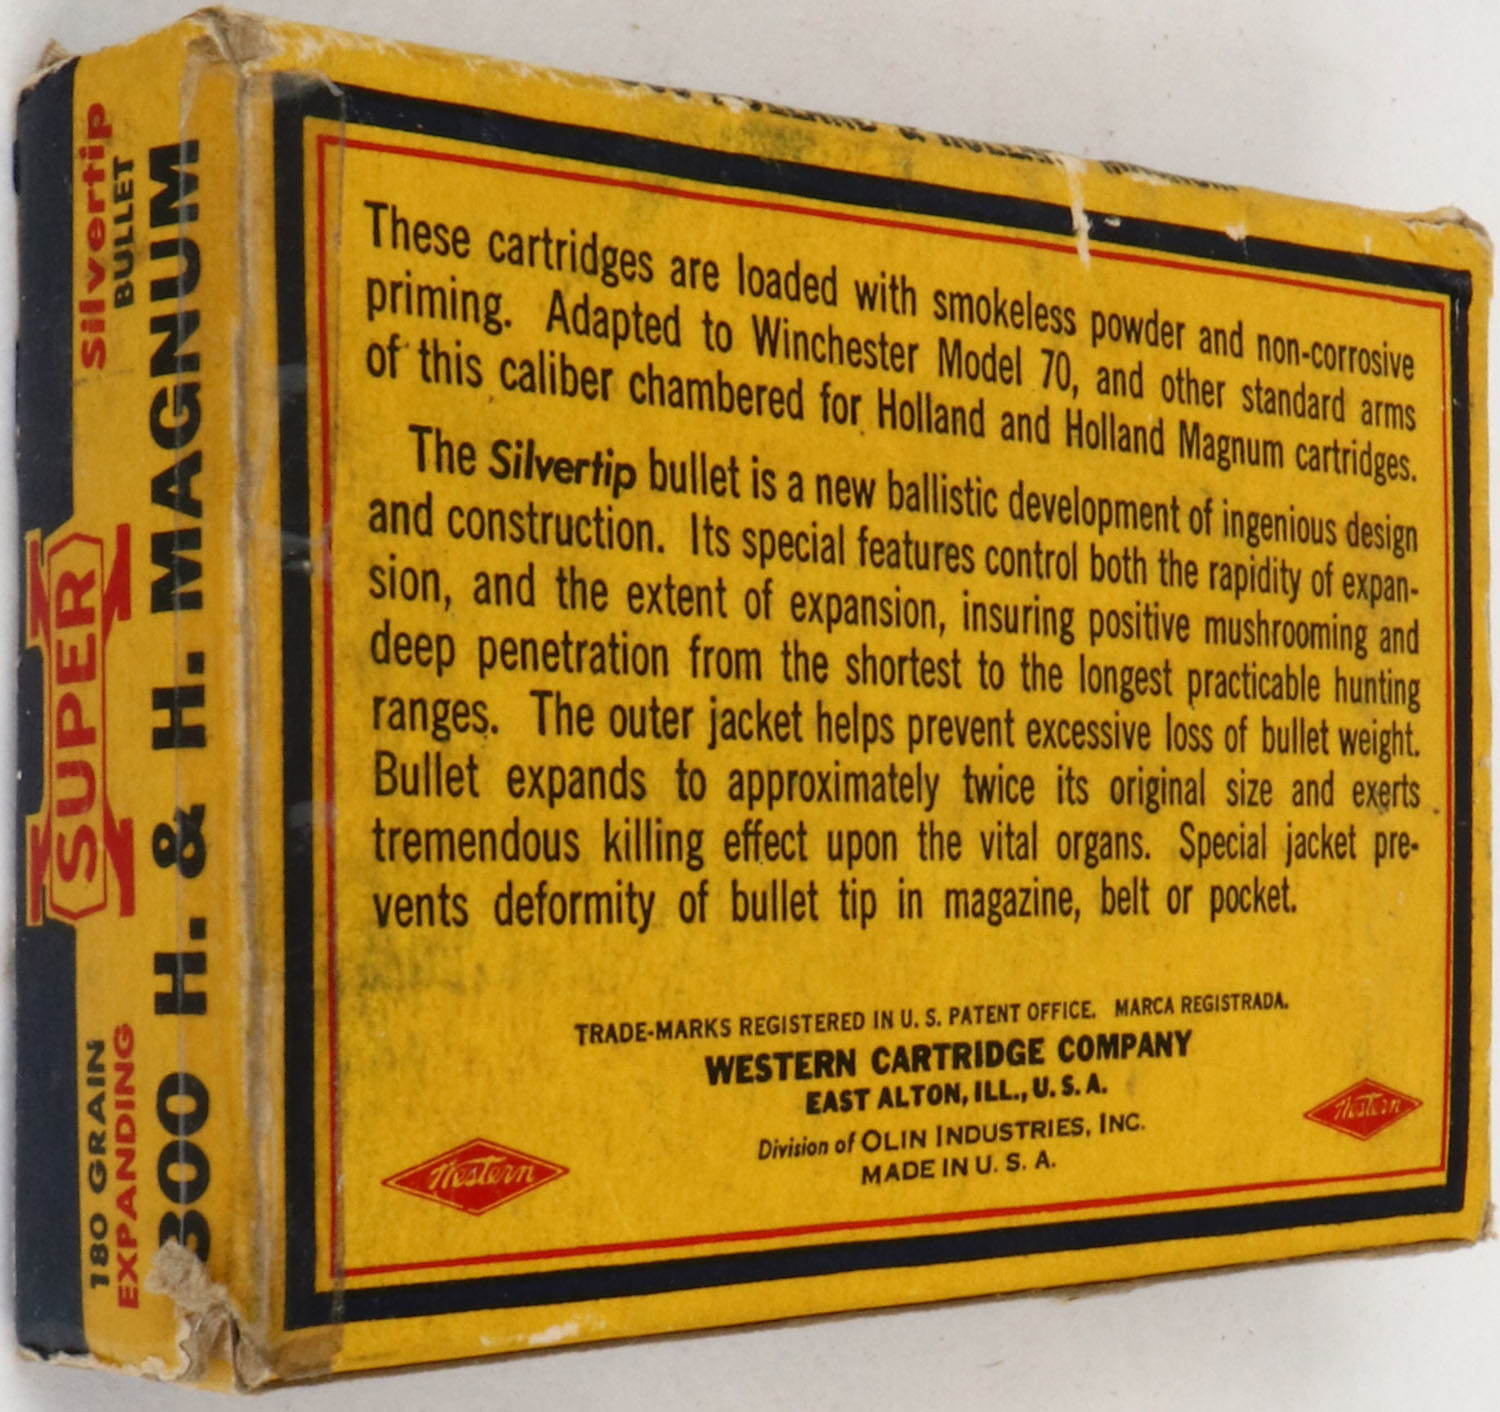 Silvertip
BULLET
SUPER
180 GRAIN
EXPANDING
300 H. & H. MAGNUM
These cartridges are loaded with smokeless powder and non-corrosive
priming. Adapted to Winchester Model 70, and other standard arms
of this caliber chambered for Holland and Holland Magnum cartridges.
The Silvertip bullet is a new ballistic development of ingenious design
and construction. Its special features control both the rapidity of expan-
sion, and the extent of expansion, insuring positive mushrooming and
deep penetration from the shortest to the longest practicable hunting
ranges. The outer jacket helps prevent excessive loss of bullet weight.
Bullet expands to approximately twice its original size and exerts
tremendous killing effect upon the vital organs. Special jacket pre-
vents deformity of bullet tip in magazine, belt or pocket.
TRADE-MARKS REGISTERED IN U. S. PATENT OFFICE. MARCA REGISTRADA.
WESTERN CARTRIDGE COMPANY
EAST ALTON, ILL., U. S. A.
Division of OLIN INDUSTRIES, INC.
MADE IN U. S. A.
Western
Western